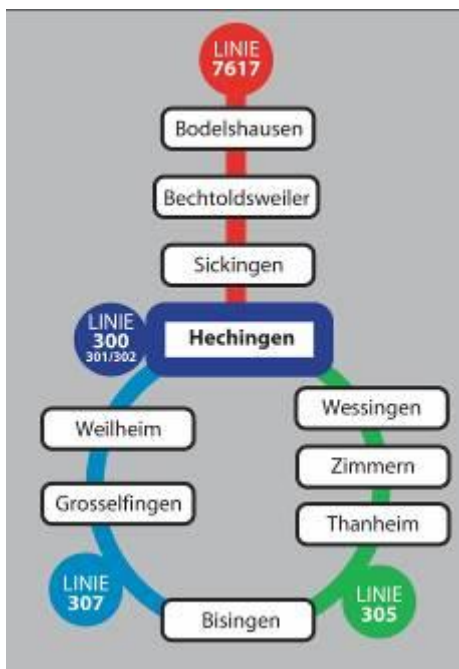 LINIE
7617
Bodelshausen
Bechtoldsweiler
Sickingen
LINIE
300
301/302
Hechingen
Weilheim
Grosselfingen
LINIE
307
Wessingen
Zimmern
Thanheim
LINIE
305
Bisingen